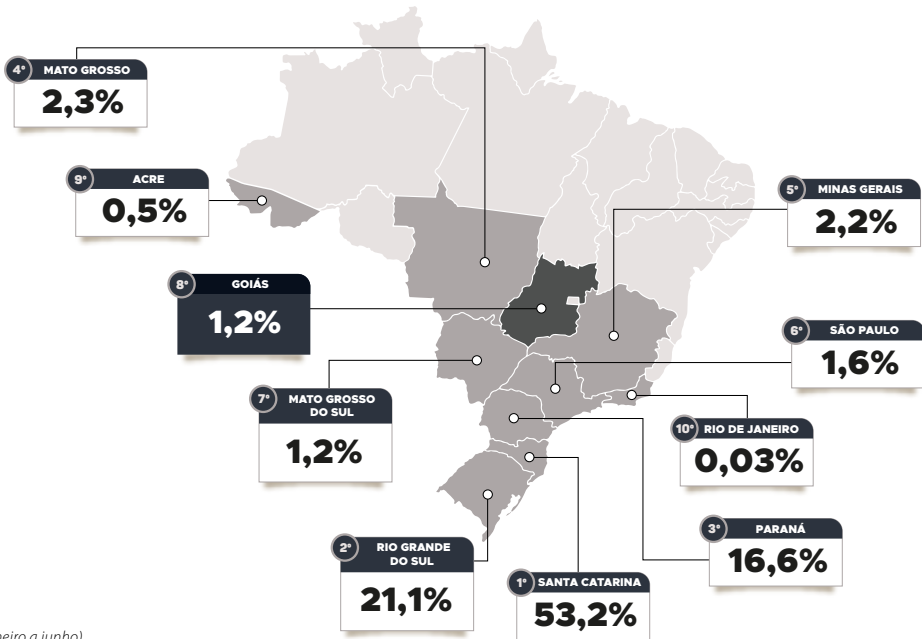 4º MATO GROSSO
2,3%
9º ACRE
0,5%
5º MINAS GERAIS
2,2%
8º GOIÁS
1,2%
6º SÃO PAULO
1,6%
7º MATO GROSSO
DO SUL
1,2%
10º RIO DE JANEIRO
0,03%
3º PARANÁ
16,6%
2º RIO GRANDE
DO SUL
21,1%
1º SANTA CATARINA
53,2%
a junho)